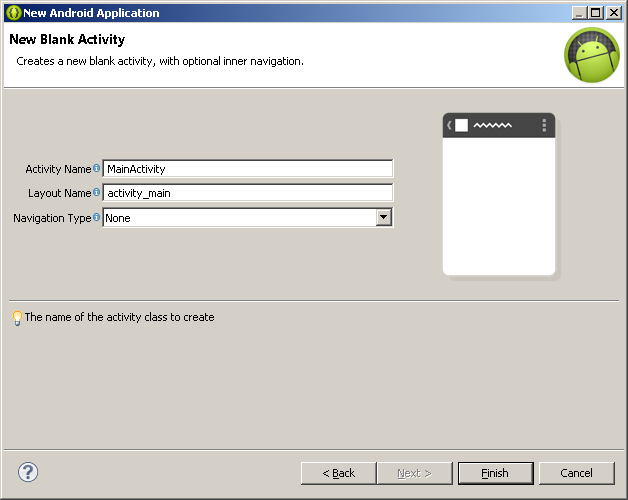 New Android Application
New Blank Activity
Creates a new blank activity, with optional inner navigation.
Activity Name MainActivity
Layout Name activity_main
Navigation Type None
The name of the activity class to create
< Back Next > Finish Cancel